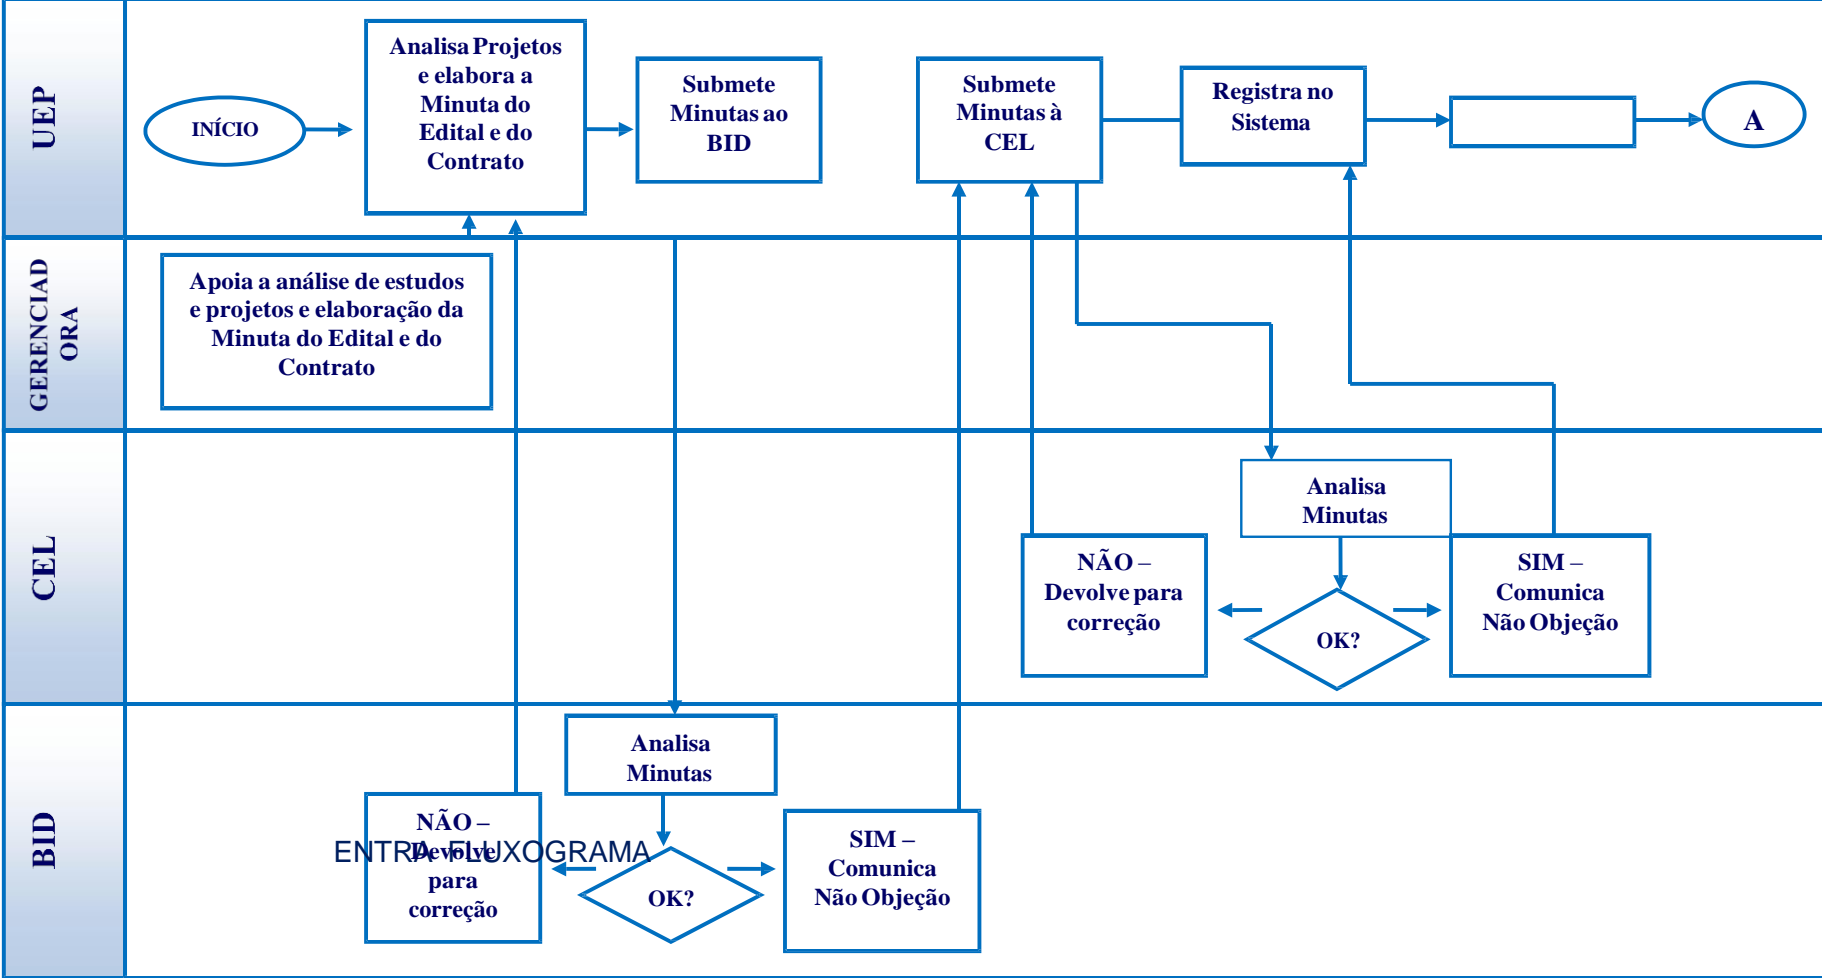 UEP
INÍCIO
Analisa Projetos
e elabora a
Minuta do
Edital e do
Contrato
Submete
Minutas ao
BID
Submete
Minutas à
CEL
Registra no
Sistema
A
GERENCIAD
ORA
Apoia a análise de estudos
e projetos e elaboração da
Minuta do Edital e do
Contrato
CEL
Analisa
Minutas
NÃO –
Devolve para
correção
OK?
SIM –
Comunica
Não Objeção
BID
Analisa
Minutas
NÃO –
Devolve
para
correção
ENTRA FLUXOGRAMA
OK?
SIM –
Comunica
Não Objeção